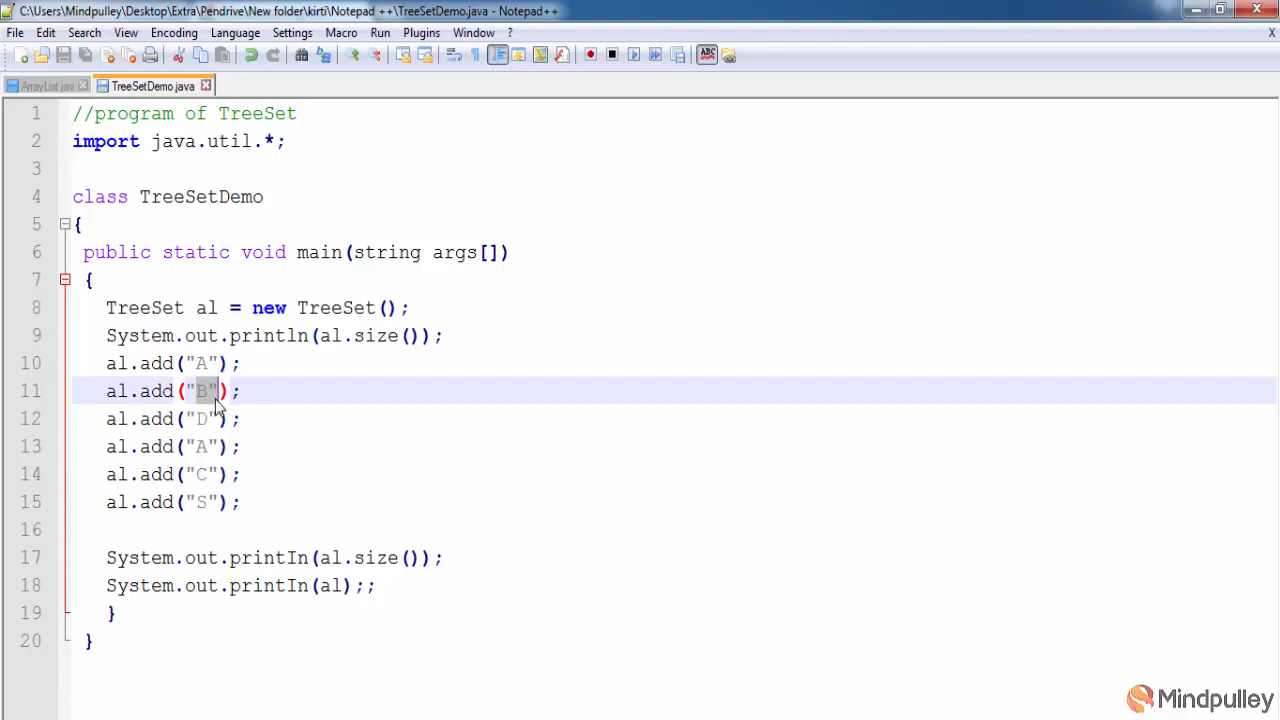 C:\Users\Mindpulley\Desktop\Extra\Pendrive\New folder\kirti\Notepad ++\TreeSetDemo.java - Notepad++
File Edit Search View Encoding Language Settings Macro Run Plugins Window ? X
ArrayList.jav TreeSetDemo.java
1 //program of TreeSet
2 import java.util.*;
3
4 class TreeSetDemo
5 {
6 public static void main(string args[])
7 {
8 TreeSet al = new TreeSet();
9 System.out.println(al.size());
10 al.add("A");
11 al.add("B");
12 al.add("D");
13 al.add("A");
14 al.add("C");
15 al.add("S");
16
17 System.out.printIn(al.size());
18 System.out.printIn(al);;
19 }
20 }
Mindpulley